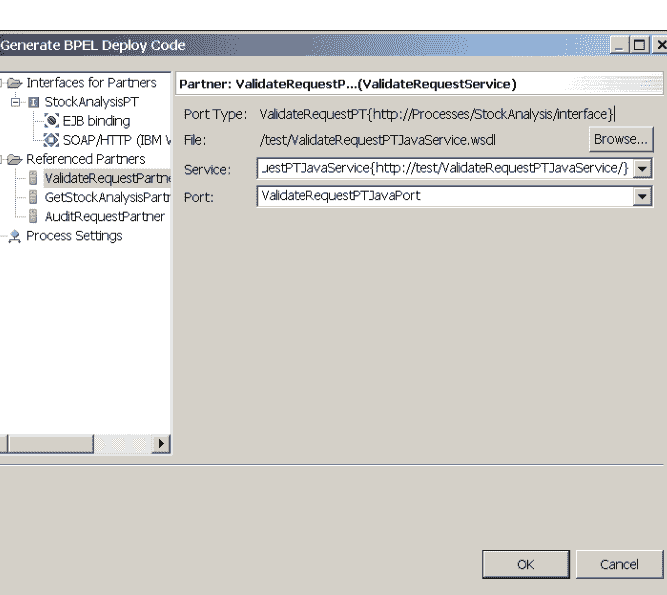 Generate BPEL Deploy Code
Interfaces for Partners
StockAnalysisPT
EJB binding
SOAP/HTTP (IBM W
Referenced Partners
ValidateRequestPartne
GetStockAnalysisPartn
AuditRequestPartner
Process Settings
Partner: ValidateRequestP...(ValidateRequestService)
Port Type: ValidateRequestPT{http://Processes/StockAnalysis/interface}
File: /test/ValidateRequestPTJavaService.wsdl Browse...
Service: uestPTJavaService{http://test/ValidateRequestPTJavaService/}
Port: ValidateRequestPTJavaPort
OK Cancel